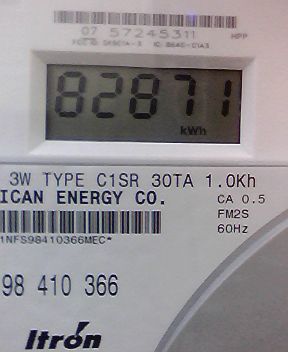 07 57245311 HPP
82871
kWh
3W TYPE C1SR 30TA 1.0Kh
ICAN ENERGY CO. CA 0.5
FM2S
60Hz
1NFS98410366MEC*
98 410 366
Itron